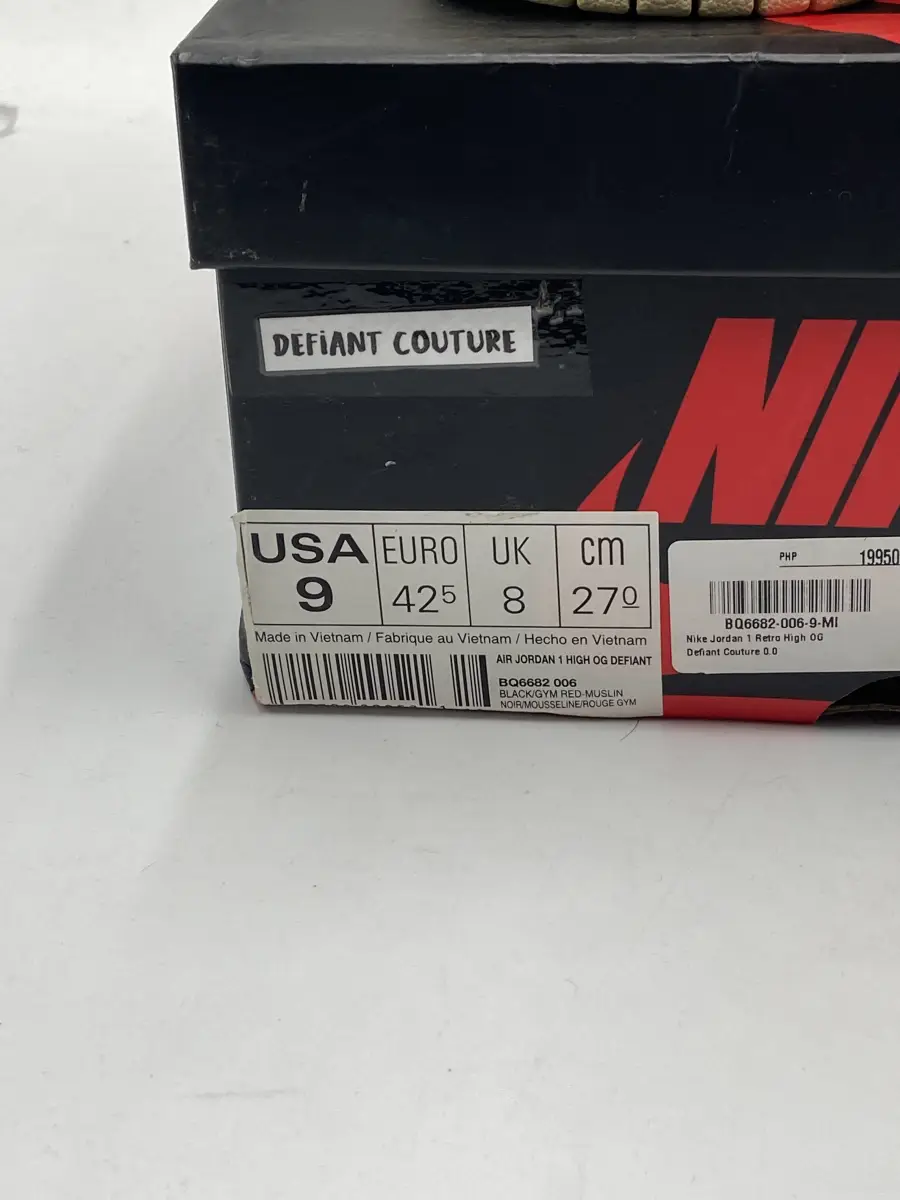 DEFiANT COUTURE
NI
USA EURO UK cm
9 42 5 8 27 0
Made in Vietnam / Fabrique au Vietnam / Hecho en Vietnam
AIR JORDAN 1 HIGH OG DEFIANT
BQ6682 006
BLACK/GYM RED-MUSLIN
NOIR/MOUSSELINE/ROUGE GYM
PHP 19950
BQ6682-006-9-MI
Nike Jordan 1 Retro High OG
Defiant Couture 0.0